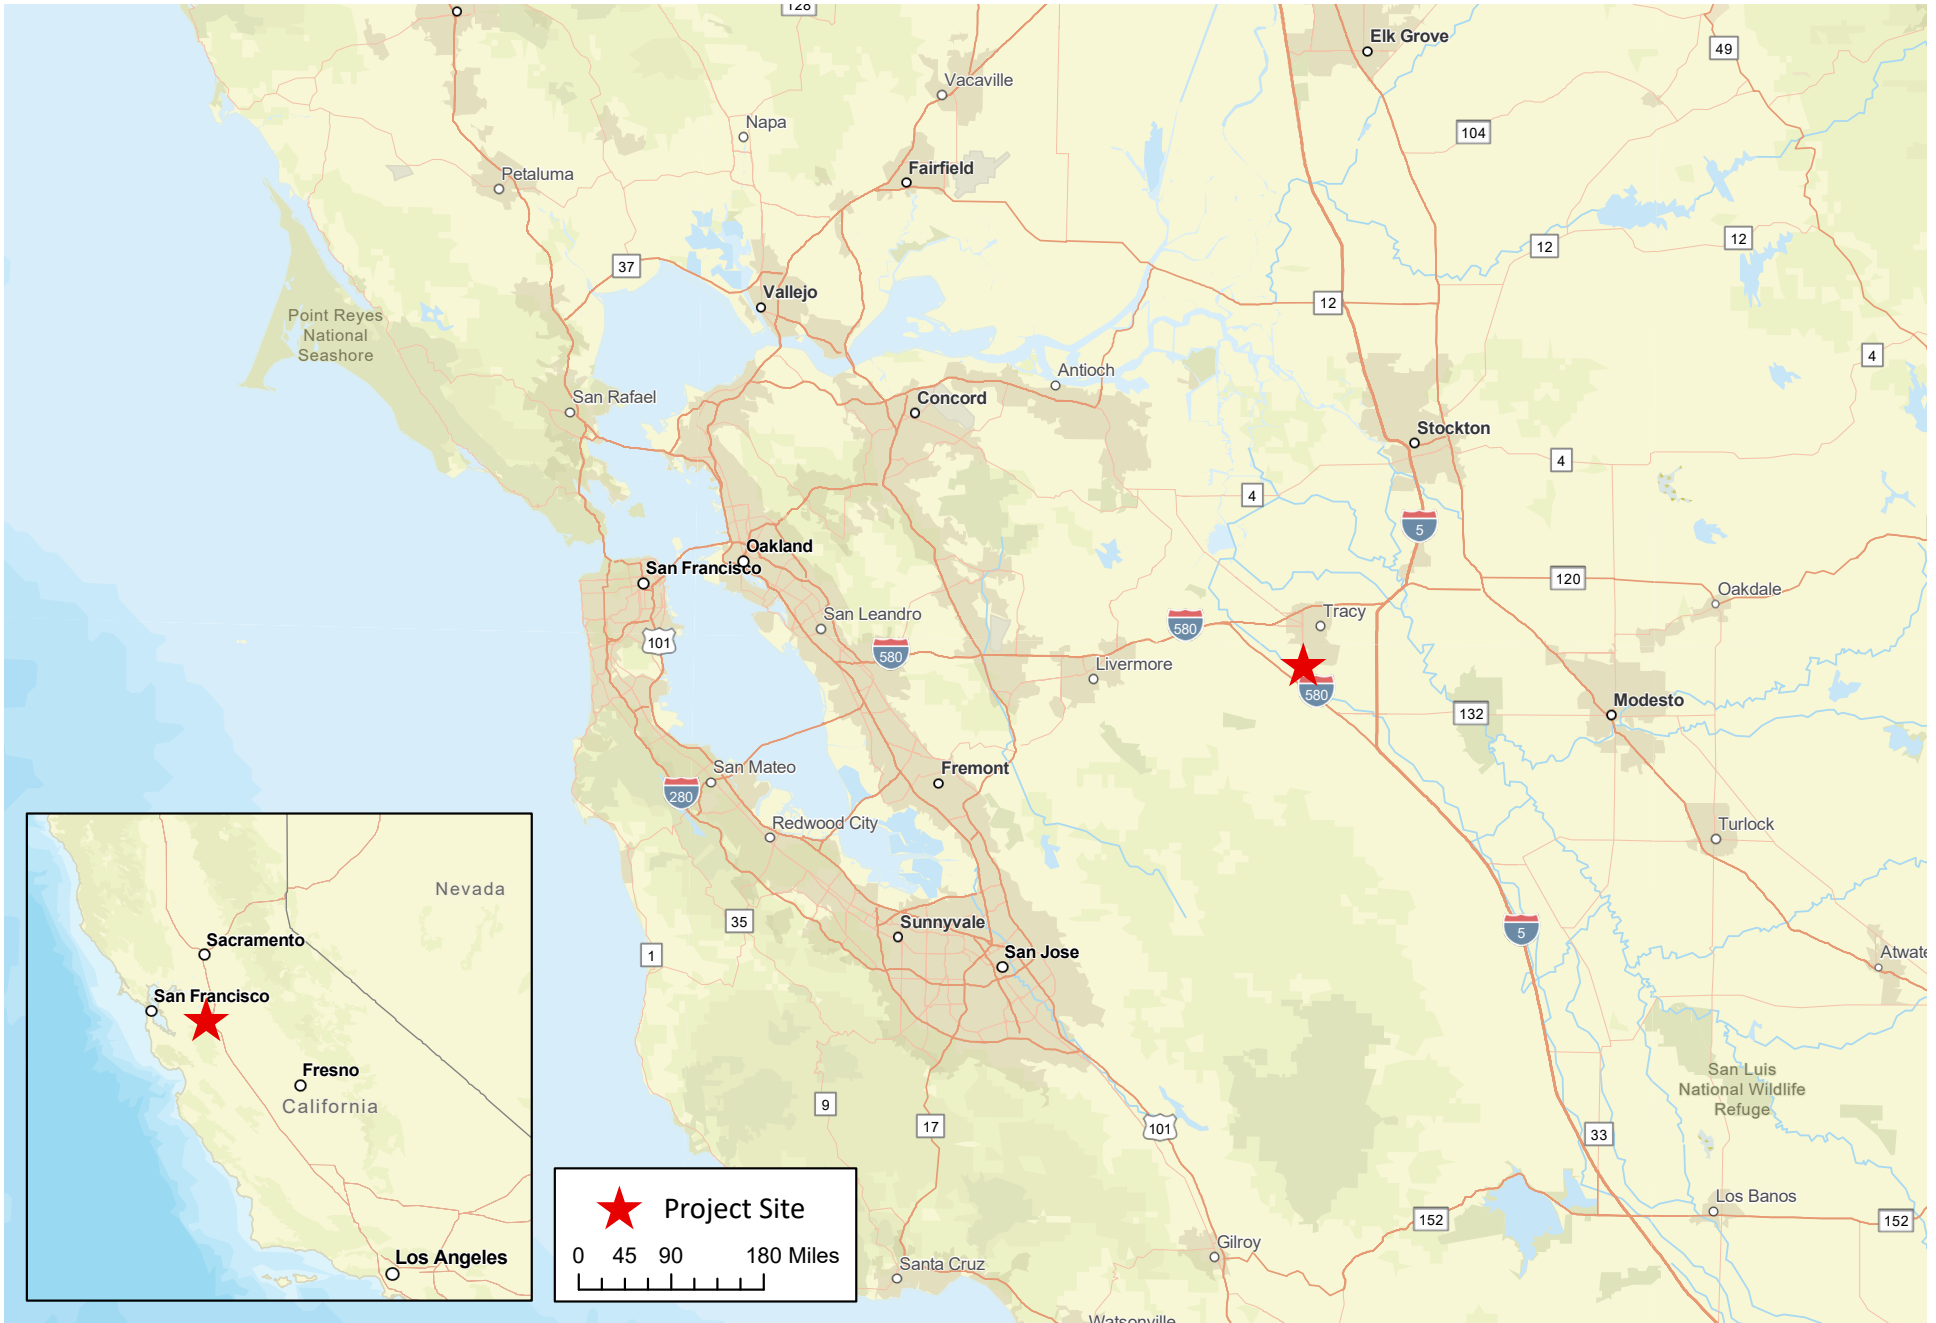 128
Elk Grove
49
Vacaville
Napa
104
Fairfield
Petaluma
12
12
37
Vallejo
12
Point Reyes
National
Seashore
4
Antioch
San Rafael
Concord
Stockton
4
4
5
Oakland
San Francisco
120
Oakdale
Tracy
San Leandro
580
101
580
Livermore
580
Modesto
132
San Mateo
Fremont
280
Redwood City
Turlock
Nevada
35
Sunnyvale
5
Sacramento
1
San Jose
Atwate
San Francisco
Fresno
California
San Luis
National Wildlife
Refuge
9
17
101
33
Los Banos
Project Site
152
152
Gilroy
0 45 90 180 Miles
Los Angeles
Santa Cruz
Watsonville